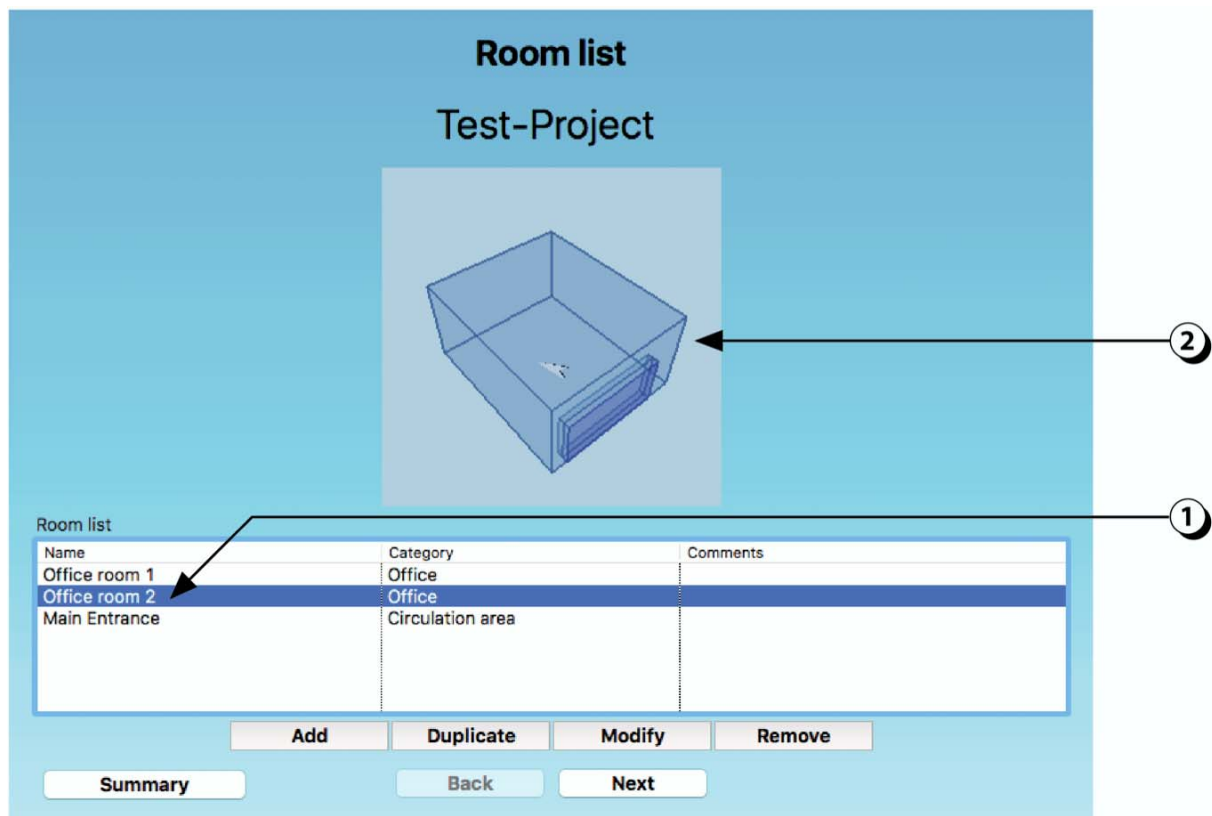 Room list
Test-Project
2
1
Room list
Name Category Comments
Office room 1 Office
Office room 2 Office
Main Entrance Circulation area
Add Duplicate Modify Remove
Summary Back Next